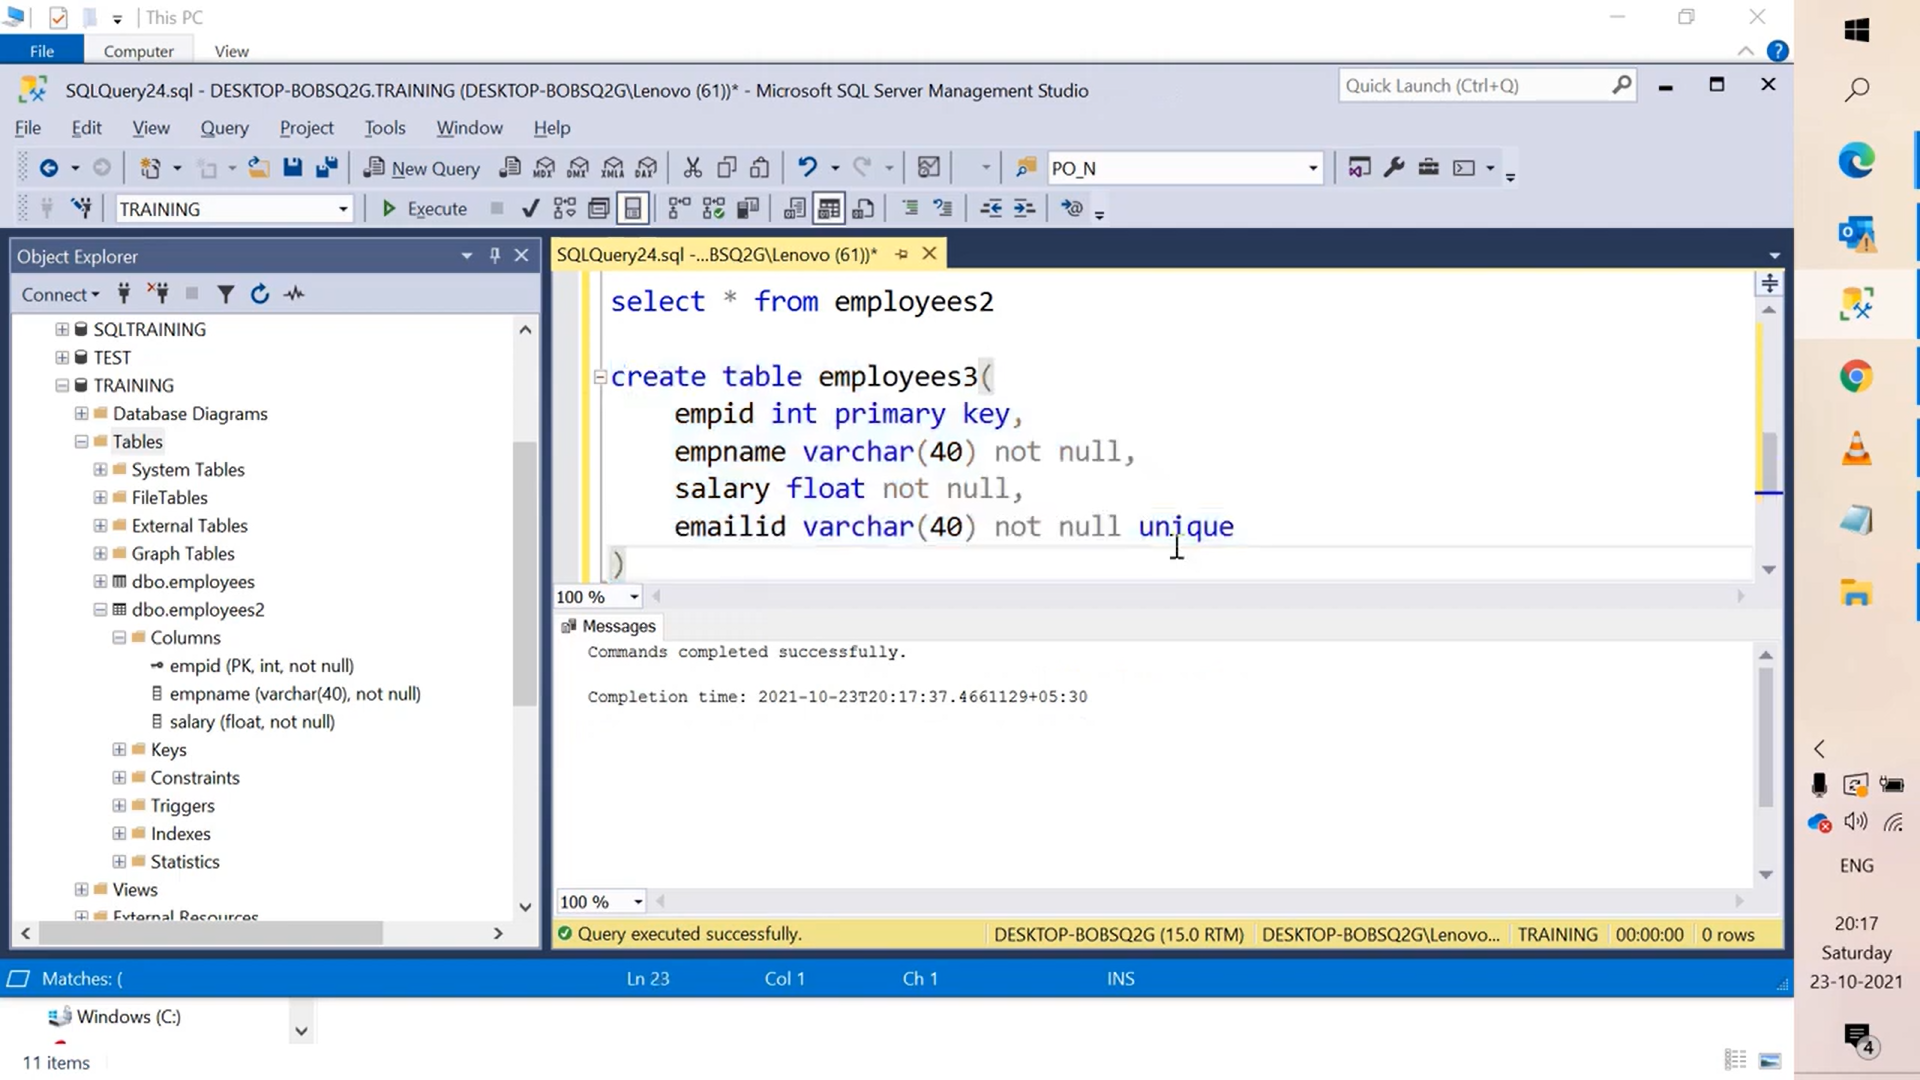 This PC
File Computer View
SQLQuery24.sql - DESKTOP-BOBSQ2G.TRAINING (DESKTOP-BOBSQ2G\Lenovo (61))* - Microsoft SQL Server Management Studio
Quick Launch (Ctrl+Q)
File Edit View Query Project Tools Window Help
New Query MDX DMX XMLA DAX PO_N
TRAINING Execute
Object Explorer
SQLQuery24.sql -...BSQ2G\Lenovo (61))*
Connect
SQLTRAINING
TEST
TRAINING
Database Diagrams
Tables
System Tables
FileTables
External Tables
Graph Tables
dbo.employees
dbo.employees2
Columns
empid (PK, int, not null)
empname (varchar(40), not null)
salary (float, not null)
Keys
Constraints
Triggers
Indexes
Statistics
Views
External Resources
select * from employees2
create table employees3(
empid int primary key,
empname varchar(40) not null,
salary float not null,
emailid varchar(40) not null unique
)
100 %
Messages
Commands completed successfully.
Completion time: 2021-10-23T20:17:37.4661129+05:30
100 %
Query executed successfully. DESKTOP-BOBSQ2G (15.0 RTM) DESKTOP-BOBSQ2G\Lenovo... TRAINING 00:00:00 0 rows
Matches: ( Ln 23 Col 1 Ch 1 INS
Windows (C:)
11 items
ENG
20:17
Saturday
23-10-2021
4